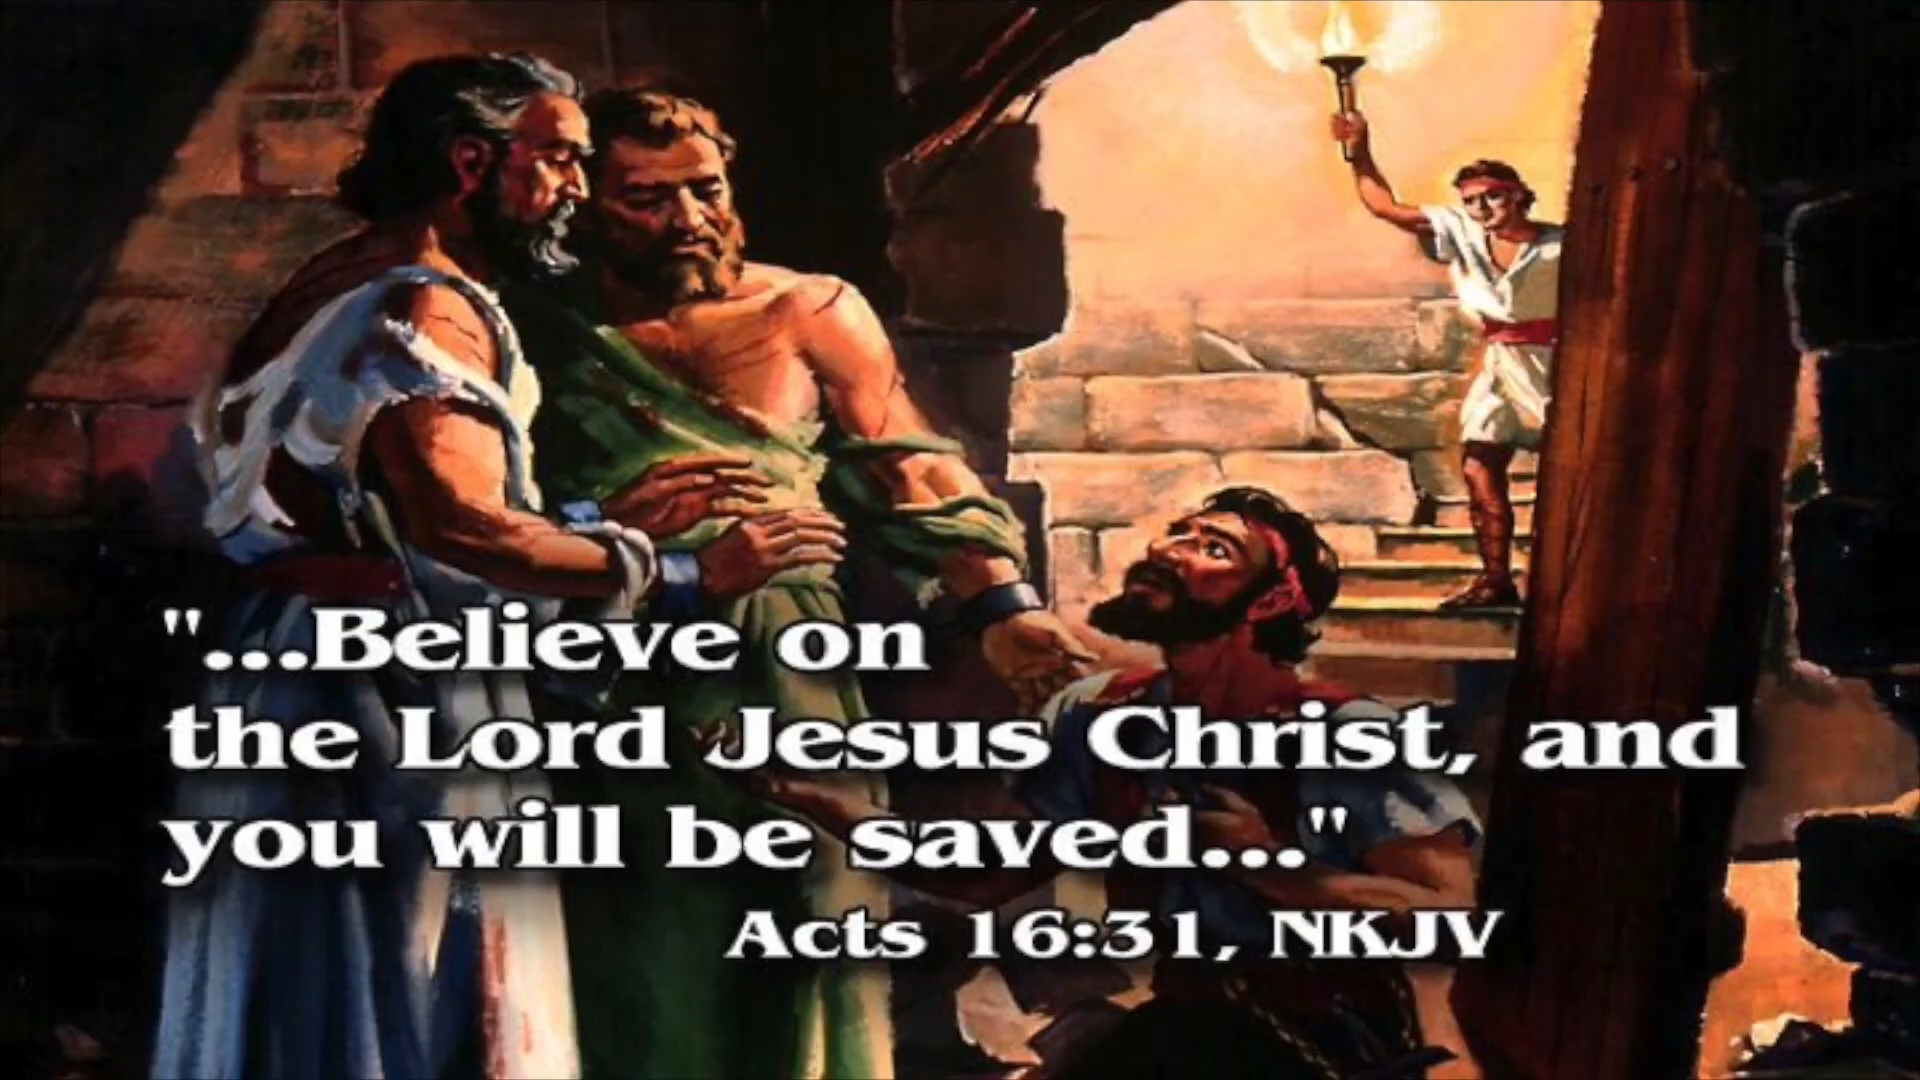 "...Believe on
the Lord Jesus Christ, and
you will be saved..."
Acts 16:31, NKJV